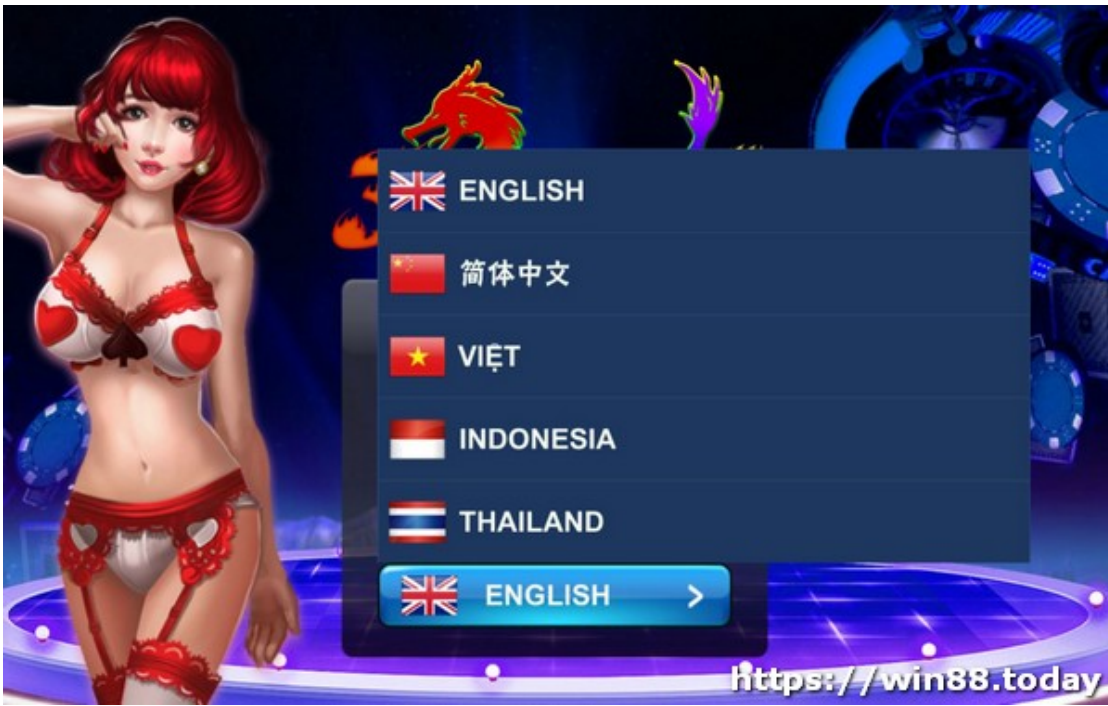 ENGLISH
简体中文
VIỆT
INDONESIA
THAILAND
ENGLISH
https://win88.today